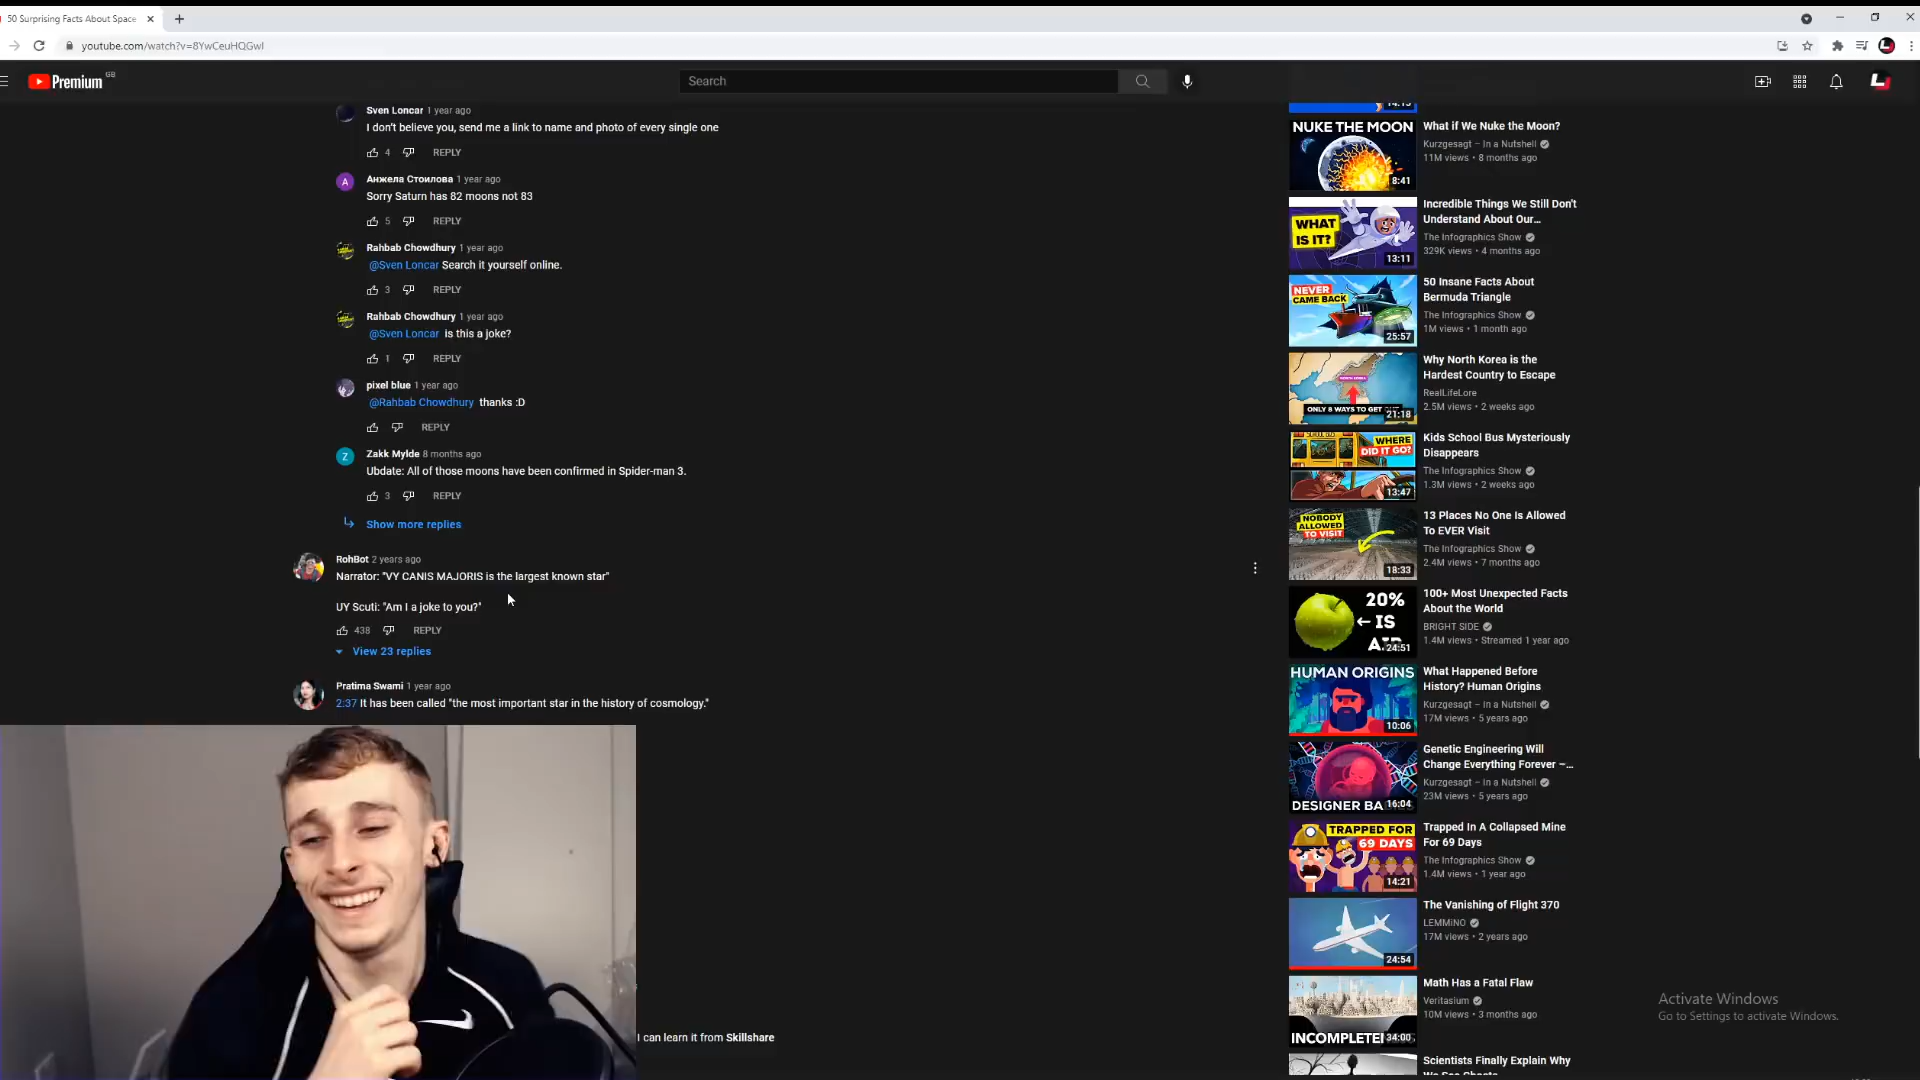 50 Surprising Facts About Space
youtube.com/watch?v=8YwCeuHQGwI
Premium GB
Search
Sven Loncar 1 year ago
I don't believe you, send me a link to name and photo of every single one
4 REPLY
A
Анжела Стоилова 1 year ago
Sorry Saturn has 82 moons not 83
5 REPLY
Rahbab Chowdhury 1 year ago
@Sven Loncar Search it yourself online.
3 REPLY
Rahbab Chowdhury 1 year ago
@Sven Loncar is this a joke?
1 REPLY
pixel blue 1 year ago
@Rahbab Chowdhury thanks :D
REPLY
Z
Zakk Mylde 8 months ago
Ubdate: All of those moons have been confirmed in Spider-man 3.
3 REPLY
Show more replies
RohBot 2 years ago
Narrator: "VY CANIS MAJORIS is the largest known star"
UY Scuti: "Am I a joke to you?"
438 REPLY
View 23 replies
Pratima Swami 1 year ago
2:37 It has been called "the most important star in the history of cosmology."
I can learn it from Skillshare
14:15
NUKE THE MOON
8:41
What if We Nuke the Moon?
Kurzgesagt – In a Nutshell
11M views • 8 months ago
WHAT
IS IT?
13:11
Incredible Things We Still Don't
Understand About Our...
The Infographics Show
329K views • 4 months ago
NEVER
CAME BACK
25:57
50 Insane Facts About
Bermuda Triangle
The Infographics Show
1M views • 1 month ago
ONLY 8 WAYS TO GET
21:18
Why North Korea is the
Hardest Country to Escape
RealLifeLore
2.5M views • 2 weeks ago
SCHOOL BUS
WHERE
DID IT GO?
13:47
Kids School Bus Mysteriously
Disappears
The Infographics Show
1.3M views • 2 weeks ago
NOBODY
ALLOWED
TO VISIT
18:33
13 Places No One Is Allowed
To EVER Visit
The Infographics Show
2.4M views • 7 months ago
20%
← IS
24:51
100+ Most Unexpected Facts
About the World
BRIGHT SIDE
1.4M views • Streamed 1 year ago
HUMAN ORIGINS
10:06
What Happened Before
History? Human Origins
Kurzgesagt – In a Nutshell
17M views • 5 years ago
DESIGNER
16:04
Genetic Engineering Will
Change Everything Forever –...
Kurzgesagt – In a Nutshell
23M views • 5 years ago
TRAPPED FOR
69 DAYS
14:21
Trapped In A Collapsed Mine
For 69 Days
The Infographics Show
1.4M views • 1 year ago
24:54
The Vanishing of Flight 370
LEMMiNO
17M views • 2 years ago
INCOMPLETE
34:00
Math Has a Fatal Flaw
Veritasium
10M views • 3 months ago
Scientists Finally Explain Why
Activate Windows
Go to Settings to activate Windows.